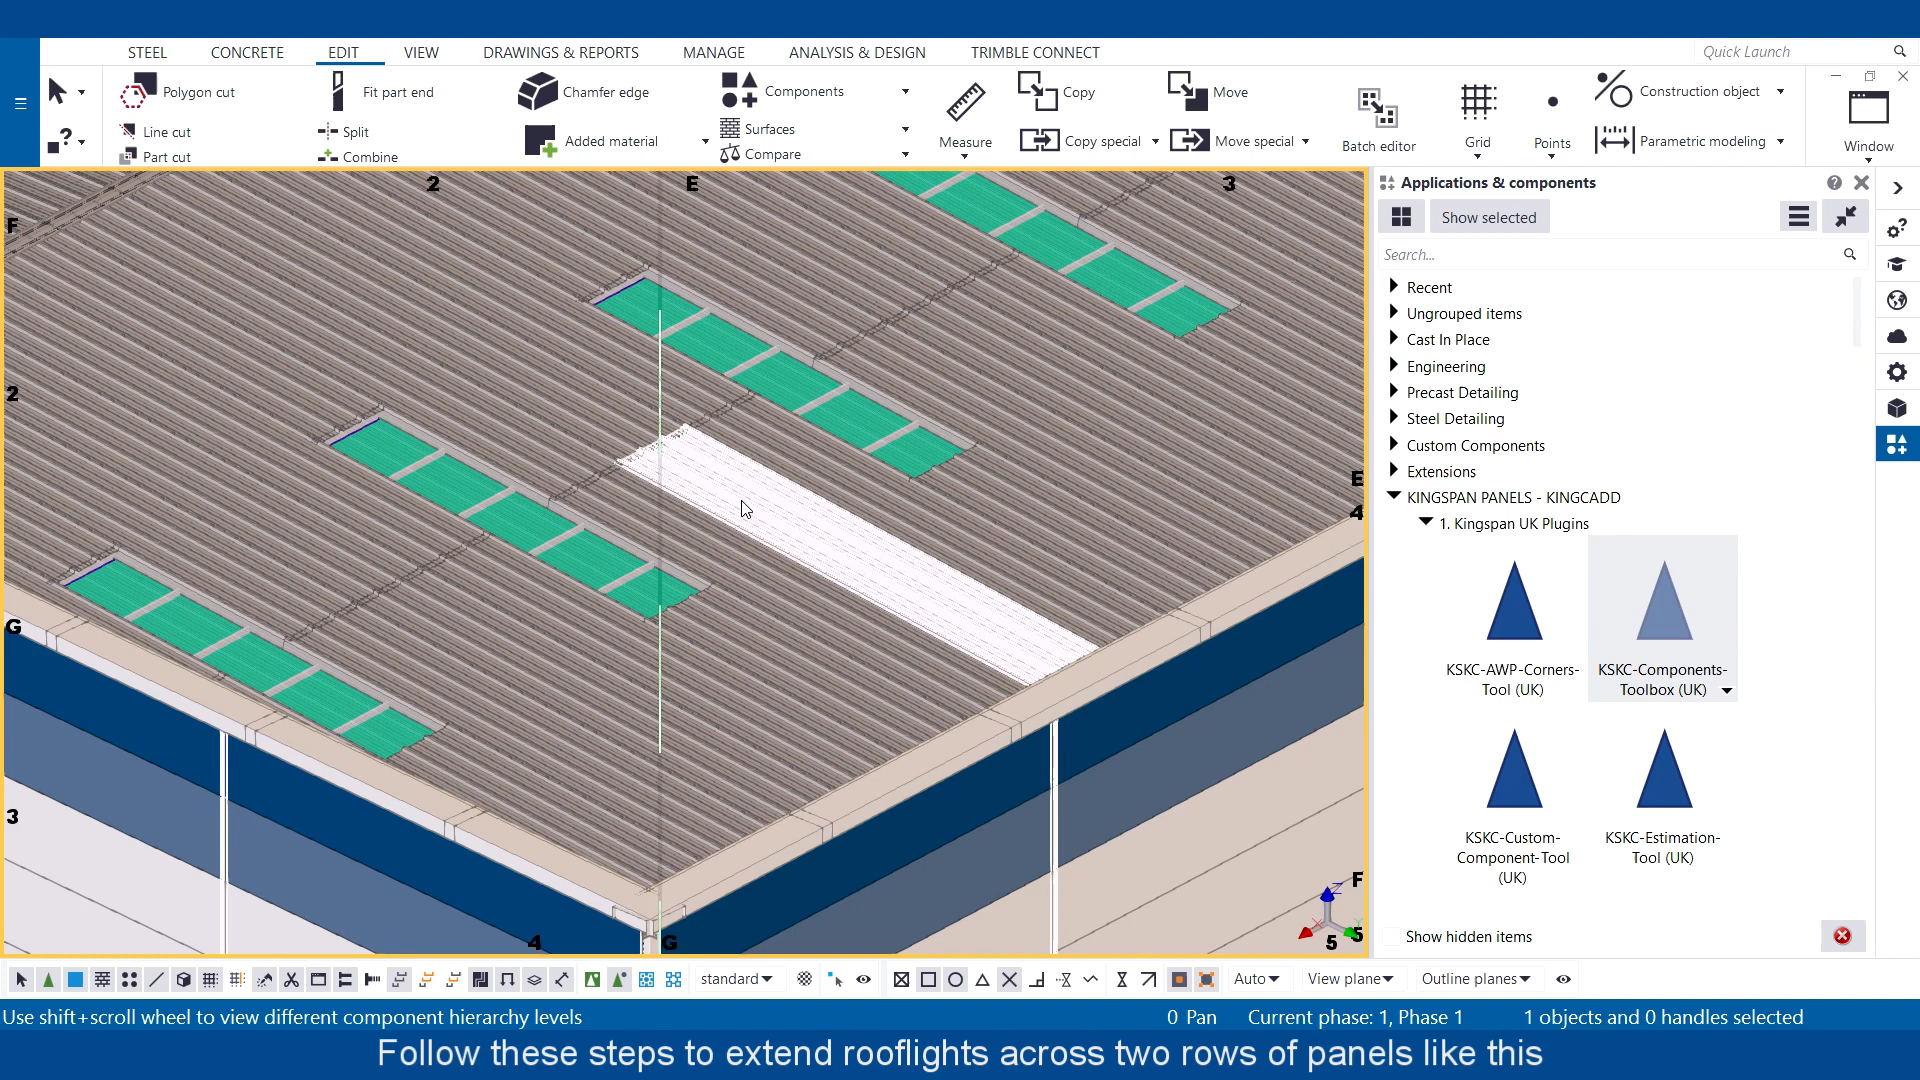 STEEL CONCRETE EDIT VIEW DRAWINGS & REPORTS MANAGE ANALYSIS & DESIGN TRIMBLE CONNECT Quick Launch
Polygon cut Fit part end Chamfer edge Components Copy Move Construction object
Line cut Split Surfaces
Added material Measure Copy special Move special Batch editor Grid Points Parametric modeling Window
Part cut Combine Compare
Applications & components
Show selected
Search...
Recent
Ungrouped items
Cast In Place
Engineering
Precast Detailing
Steel Detailing
Custom Components
Extensions
KINGSPAN PANELS - KINGCADD
1. Kingspan UK Plugins
KSKC-AWP-Corners-
Tool (UK)
KSKC-Components-
Toolbox (UK)
KSKC-Custom-
Component-Tool
(UK)
KSKC-Estimation-
Tool (UK)
Show hidden items
2 E 3
F
2
E
4
G
3
F
4 G 5 5
Z
standard Auto View plane Outline planes
Use shift+scroll wheel to view different component hierarchy levels 0 Pan Current phase: 1, Phase 1 1 objects and 0 handles selected
Follow these steps to extend rooflights across two rows of panels like this